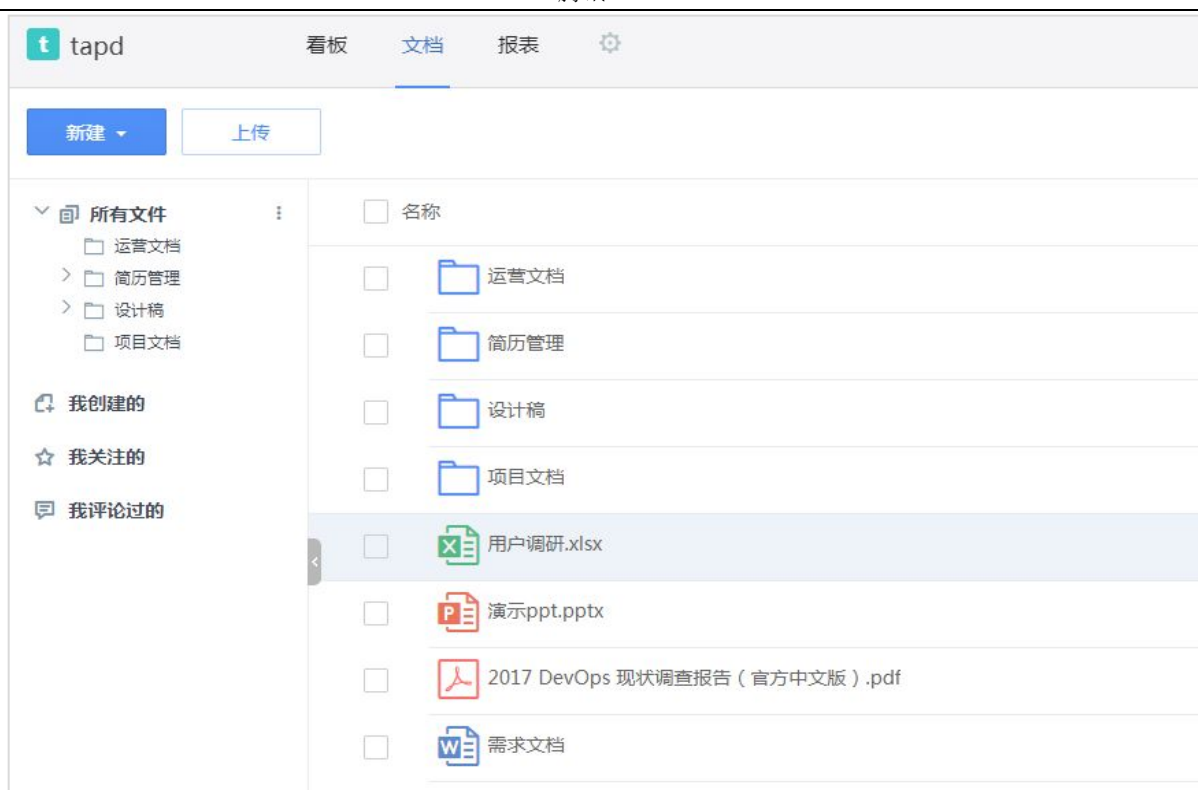 t tapd 看板 文档 报表
新建 上传
所有文件
运营文档
简历管理
设计稿
项目文档
我创建的
我关注的
我评论过的
名称
运营文档
简历管理
设计稿
项目文档
用户调研.xlsx
演示ppt.pptx
2017 DevOps 现状调查报告（官方中文版）.pdf
需求文档